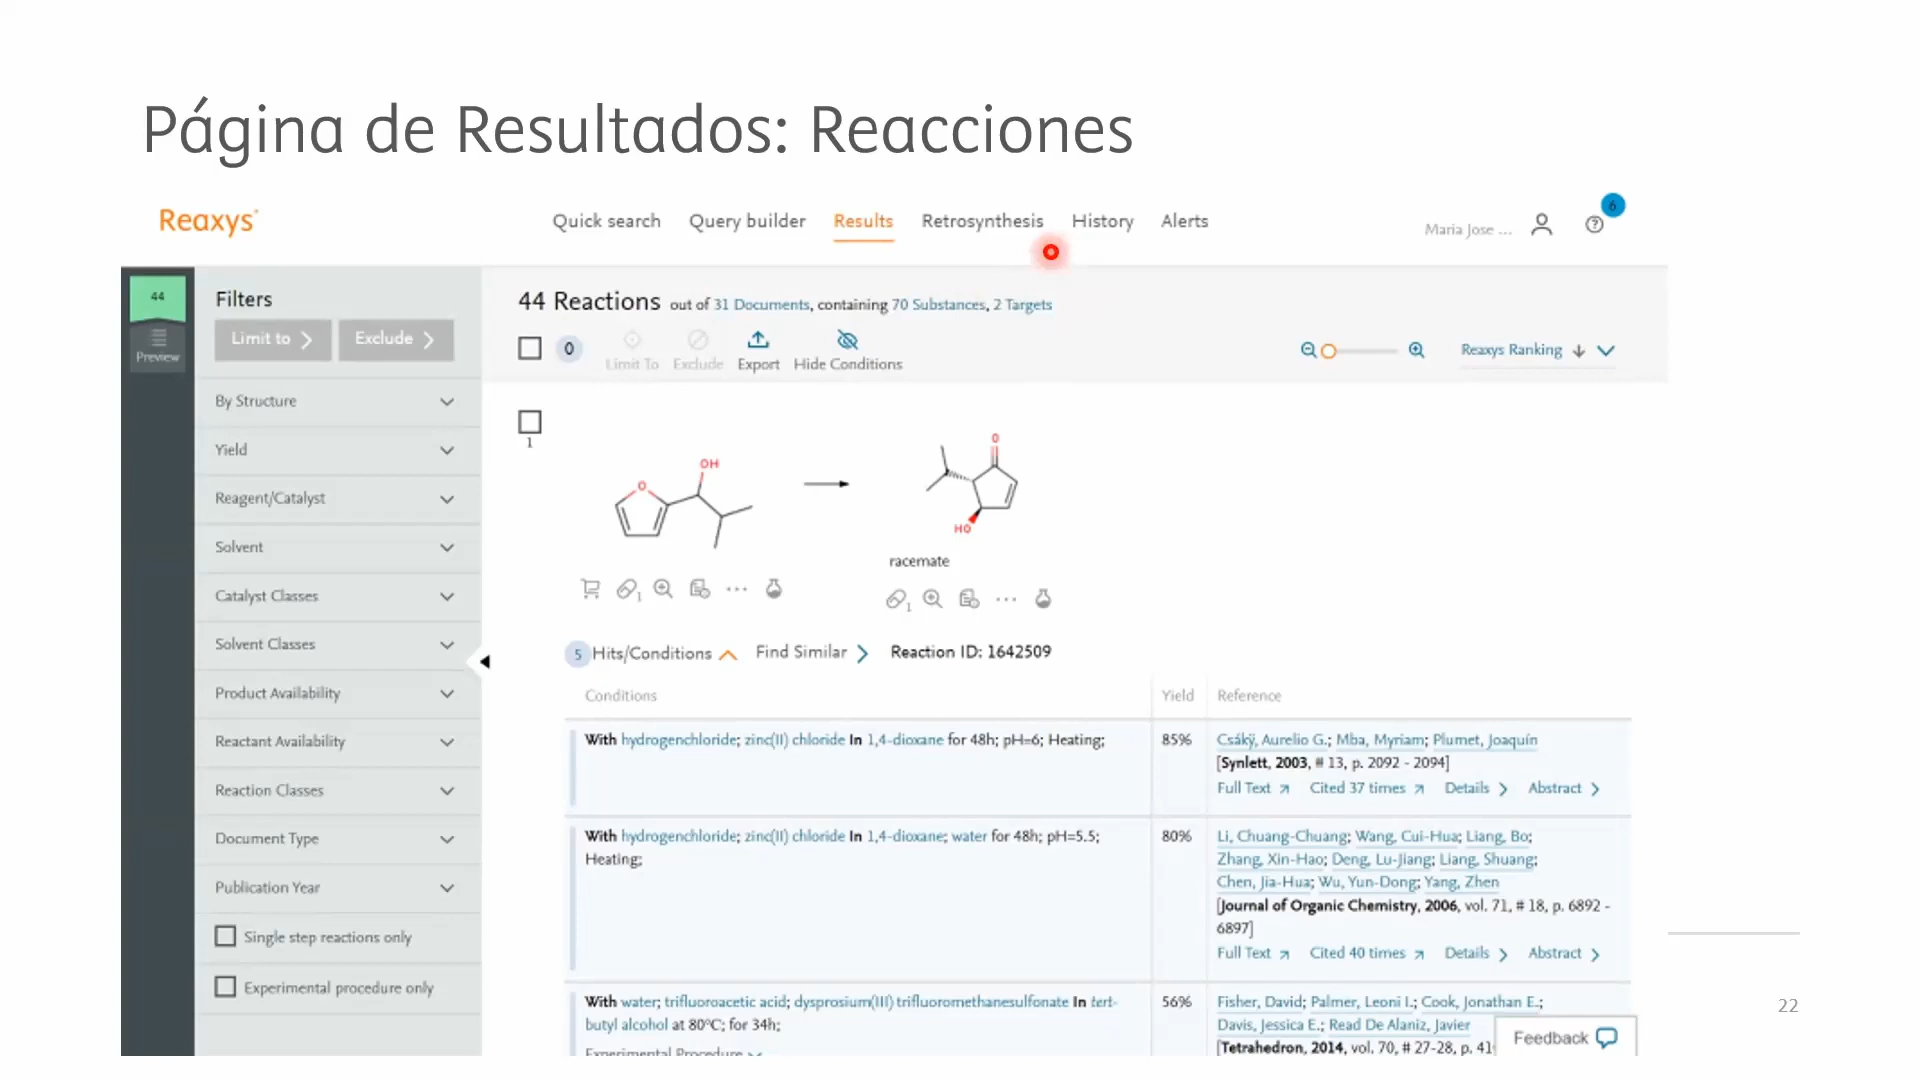 Página de Resultados: Reacciones
Reaxys
Quick search
Query builder
Results
Retrosynthesis
History
Alerts
Maria Jose ...
6
44
Preview
Filters
Limit to
Exclude
By Structure
Yield
Reagent/Catalyst
Solvent
Catalyst Classes
Solvent Classes
Product Availability
Reactant Availability
Reaction Classes
Document Type
Publication Year
Single step reactions only
Experimental procedure only
44 Reactions out of 31 Documents, containing 70 Substances, 2 Targets
0
Limit To
Exclude
Export
Hide Conditions
Reaxys Ranking
1
OH
O
O
HO
racemate
1
1
5 Hits/Conditions
Find Similar
Reaction ID: 1642509
Conditions
Yield
Reference
With hydrogenchloride; zinc(II) chloride In 1,4-dioxane for 48h; pH=6; Heating;
85%
Csáky̋, Aurelio G.; Mba, Myriam; Plumet, Joaquín
[Synlett, 2003, # 13, p. 2092 - 2094]
Full Text Cited 37 times Details Abstract
With hydrogenchloride; zinc(II) chloride In 1,4-dioxane; water for 48h; pH=5.5;
Heating;
80%
Li, Chuang-Chuang; Wang, Cui-Hua; Liang, Bo;
Zhang, Xin-Hao; Deng, Lu-Jiang; Liang, Shuang;
Chen, Jia-Hua; Wu, Yun-Dong; Yang, Zhen
[Journal of Organic Chemistry, 2006, vol. 71, # 18, p. 6892 -
6897]
Full Text Cited 40 times Details Abstract
With water; trifluoroacetic acid; dysprosium(III) trifluoromethanesulfonate In tert-
butyl alcohol at 80°C; for 34h;
Experimental Procedure
56%
Fisher, David; Palmer, Leoni I.; Cook, Jonathan E.;
Davis, Jessica E.; Read De Alaniz, Javier
[Tetrahedron, 2014, vol. 70, # 27-28, p. 41
Feedback
22